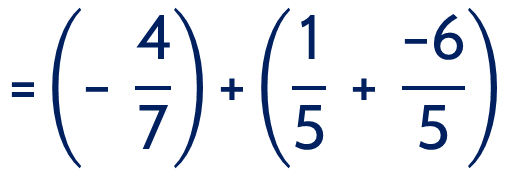 = (- 4/7) + (1/5 + -6/5)